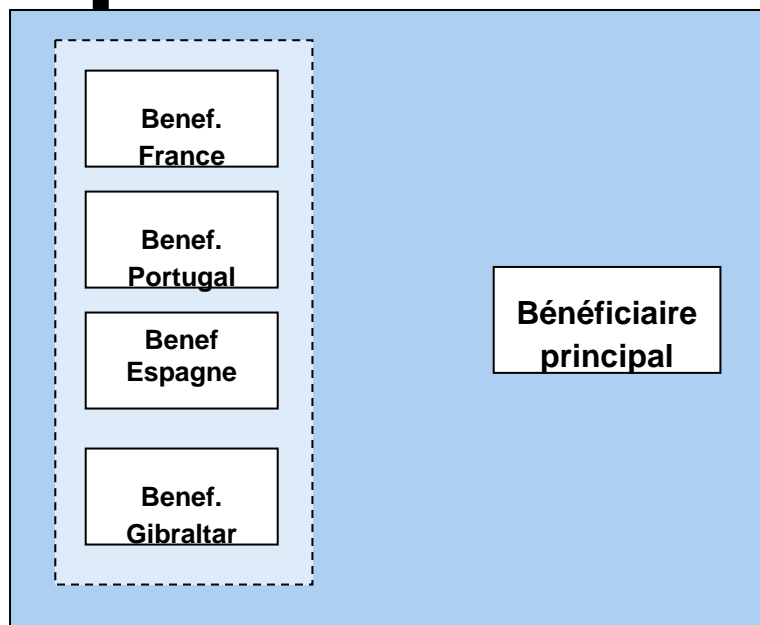 Benef.
France
Benef.
Portugal
Benef
Espagne
Benef.
Gibraltar
Bénéficiaire
principal